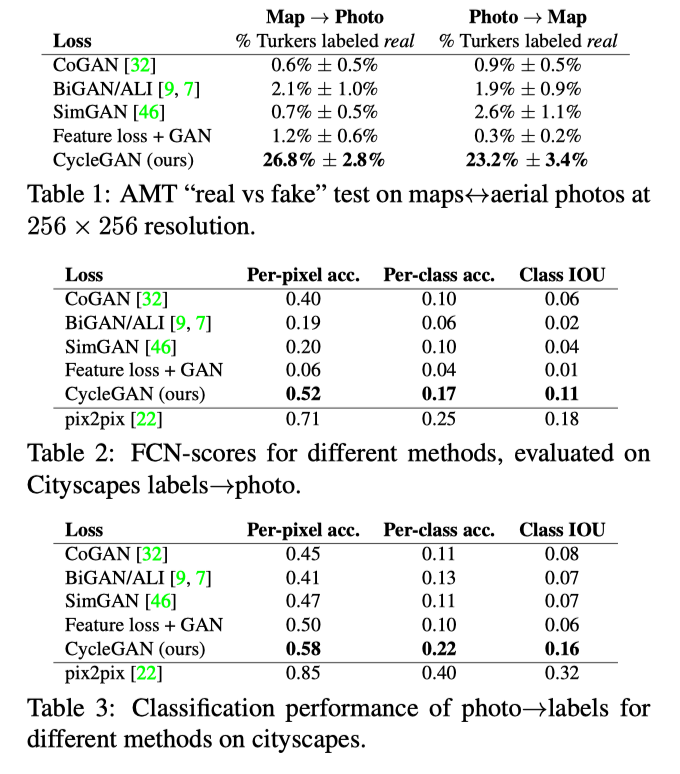 Map → Photo Photo → Map
Loss % Turkers labeled real % Turkers labeled real
CoGAN [32] 0.6% ± 0.5% 0.9% ± 0.5%
BiGAN/ALI [9, 7] 2.1% ± 1.0% 1.9% ± 0.9%
SimGAN [46] 0.7% ± 0.5% 2.6% ± 1.1%
Feature loss + GAN 1.2% ± 0.6% 0.3% ± 0.2%
CycleGAN (ours) 26.8% ± 2.8% 23.2% ± 3.4%
Table 1: AMT “real vs fake” test on maps↔aerial photos at
256 × 256 resolution.
Loss Per-pixel acc. Per-class acc. Class IOU
CoGAN [32] 0.40 0.10 0.06
BiGAN/ALI [9, 7] 0.19 0.06 0.02
SimGAN [46] 0.20 0.10 0.04
Feature loss + GAN 0.06 0.04 0.01
CycleGAN (ours) 0.52 0.17 0.11
pix2pix [22] 0.71 0.25 0.18
Table 2: FCN-scores for different methods, evaluated on
Cityscapes labels→photo.
Loss Per-pixel acc. Per-class acc. Class IOU
CoGAN [32] 0.45 0.11 0.08
BiGAN/ALI [9, 7] 0.41 0.13 0.07
SimGAN [46] 0.47 0.11 0.07
Feature loss + GAN 0.50 0.10 0.06
CycleGAN (ours) 0.58 0.22 0.16
pix2pix [22] 0.85 0.40 0.32
Table 3: Classification performance of photo→labels for
different methods on cityscapes.